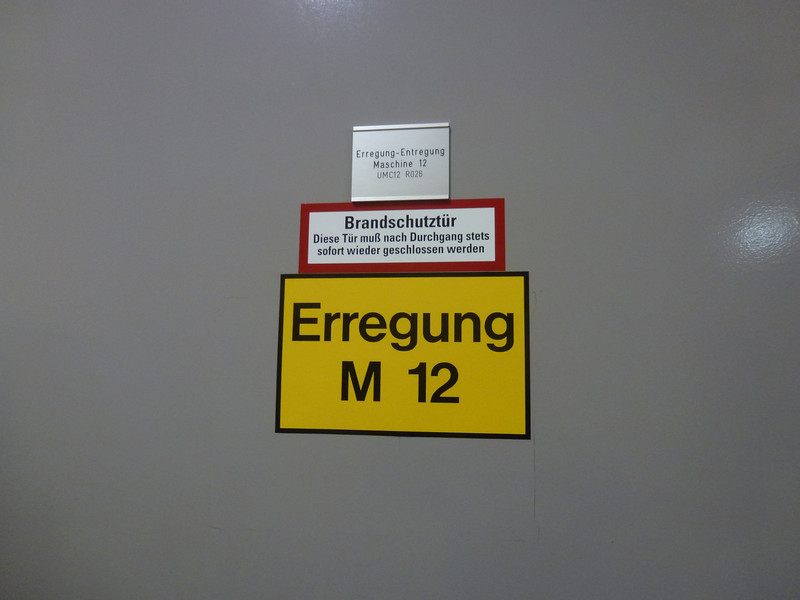 Erregung-Entregung
Maschine 12
UMC12 R026
Brandschutztür
Diese Tür muß nach Durchgang stets
sofort wieder geschlossen werden
Erregung
M 12